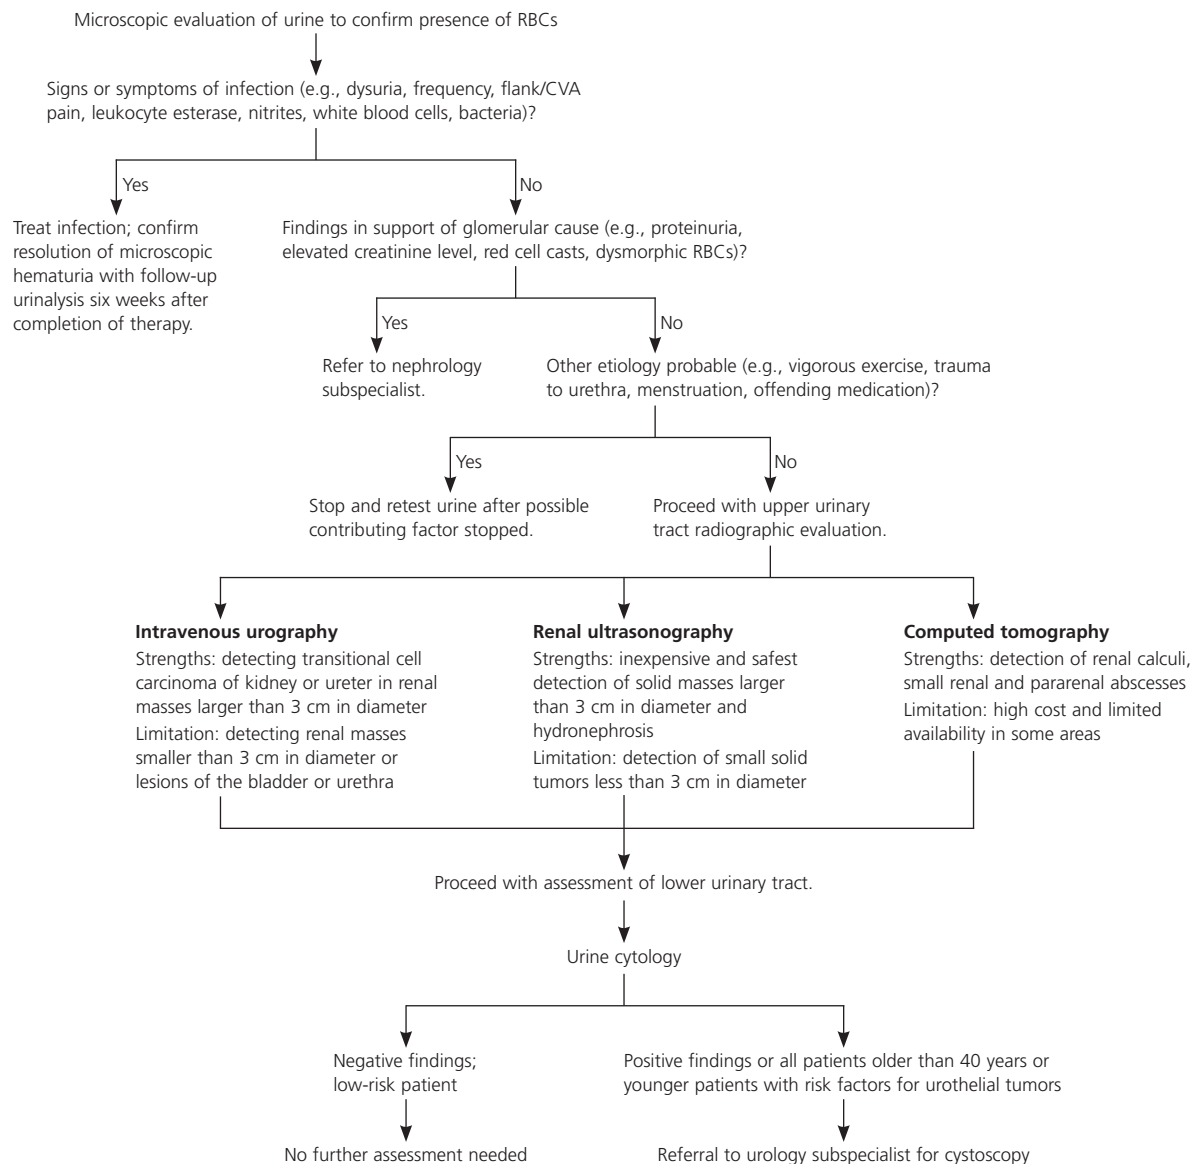 Microscopic evaluation of urine to confirm presence of RBCs
Signs or symptoms of infection (e.g., dysuria, frequency, flank/CVA
pain, leukocyte esterase, nitrites, white blood cells, bacteria)?
Yes
No
Treat infection; confirm
resolution of microscopic
hematuria with follow-up
urinalysis six weeks after
completion of therapy.
Findings in support of glomerular cause (e.g., proteinuria,
elevated creatinine level, red cell casts, dysmorphic RBCs)?
Yes
No
Refer to nephrology
subspecialist.
Other etiology probable (e.g., vigorous exercise, trauma
to urethra, menstruation, offending medication)?
Yes
No
Stop and retest urine after possible
contributing factor stopped.
Proceed with upper urinary
tract radiographic evaluation.
Intravenous urography
Strengths: detecting transitional cell
carcinoma of kidney or ureter in renal
masses larger than 3 cm in diameter
Limitation: detecting renal masses
smaller than 3 cm in diameter or
lesions of the bladder or urethra
Renal ultrasonography
Strengths: inexpensive and safest
detection of solid masses larger
than 3 cm in diameter and
hydronephrosis
Limitation: detection of small solid
tumors less than 3 cm in diameter
Computed tomography
Strengths: detection of renal calculi,
small renal and pararenal abscesses
Limitation: high cost and limited
availability in some areas
Proceed with assessment of lower urinary tract.
Urine cytology
Negative findings;
low-risk patient
Positive findings or all patients older than 40 years or
younger patients with risk factors for urothelial tumors
No further assessment needed
Referral to urology subspecialist for cystoscopy